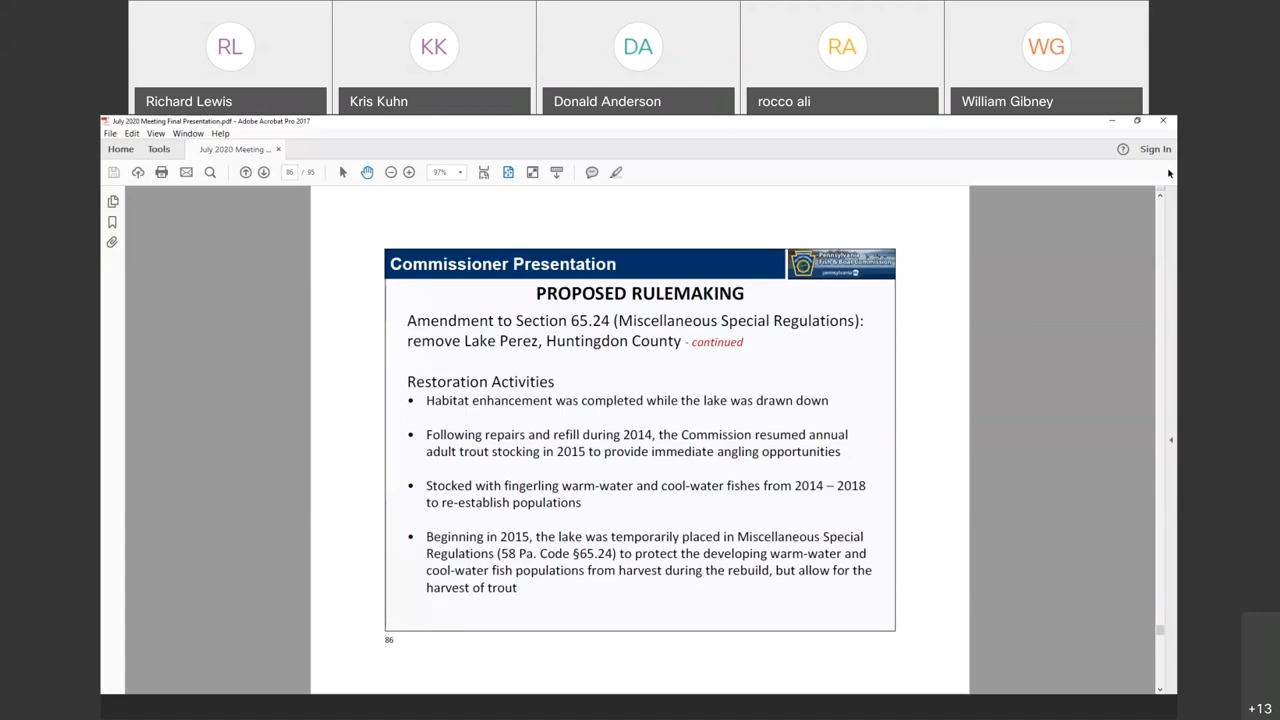 RL KK DA RA WG
Richard Lewis Kris Kuhn Donald Anderson rocco ali William Gibney
July 2020 Meeting Final Presentation.pdf - Adobe Acrobat Pro 2017
File Edit View Window Help
Home Tools July 2020 Meeting ... × Sign In
86 / 95 97%
Commissioner Presentation
Pennsylvania
Fish & Boat Commission
pennsylvania
PROPOSED RULEMAKING
Amendment to Section 65.24 (Miscellaneous Special Regulations):
remove Lake Perez, Huntingdon County - continued
Restoration Activities
• Habitat enhancement was completed while the lake was drawn down
• Following repairs and refill during 2014, the Commission resumed annual
adult trout stocking in 2015 to provide immediate angling opportunities
• Stocked with fingerling warm-water and cool-water fishes from 2014 – 2018
to re-establish populations
• Beginning in 2015, the lake was temporarily placed in Miscellaneous Special
Regulations (58 Pa. Code §65.24) to protect the developing warm-water and
cool-water fish populations from harvest during the rebuild, but allow for the
harvest of trout
86
+13